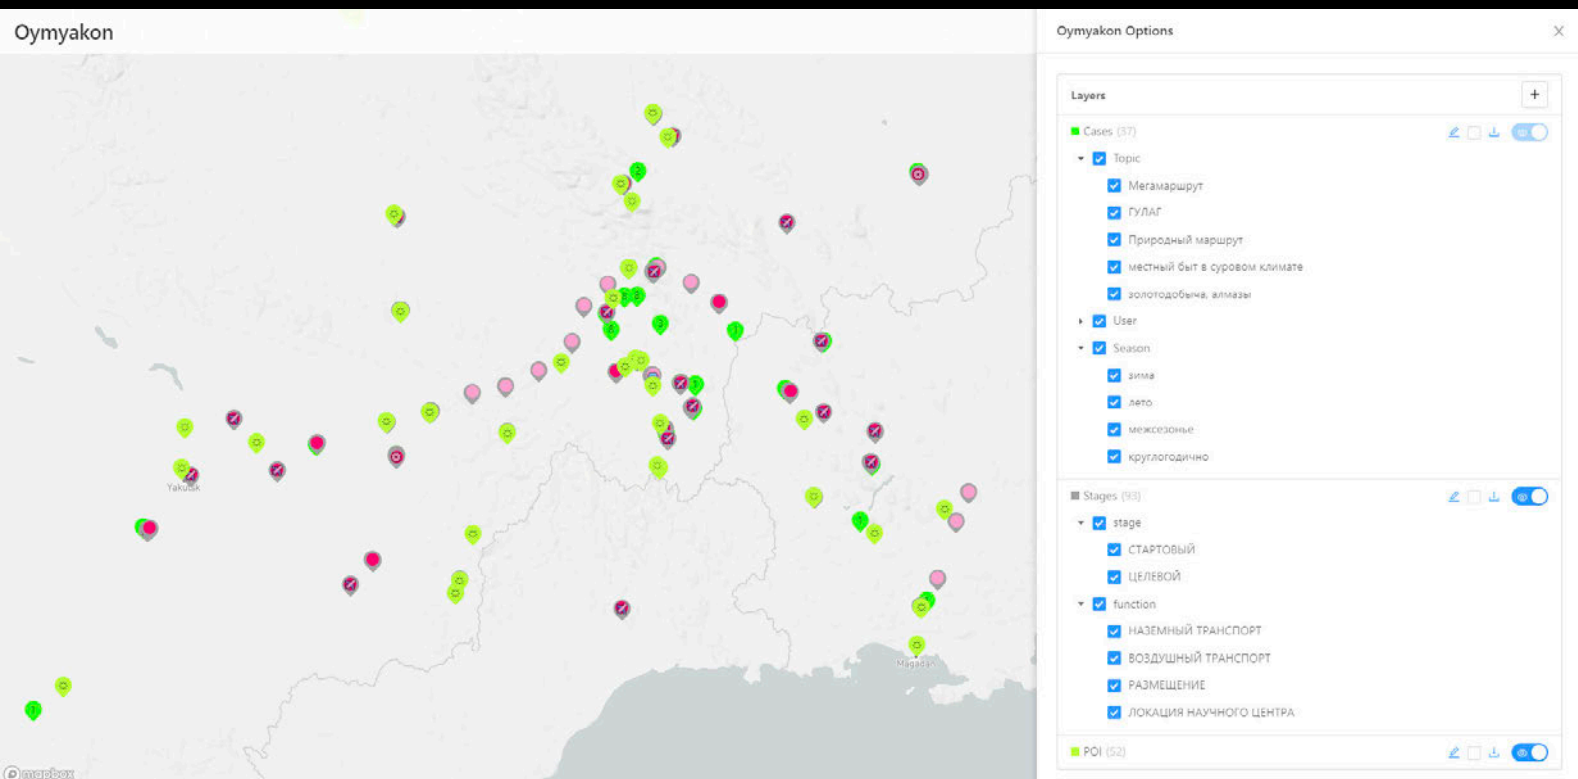 Oymyakon
Yakutsk
Magadan
mapbox
Oymyakon Options
Layers
Cases (37)
Topic
Мегамаршрут
ГУЛАГ
Природный маршрут
местный быт в суровом климате
золотодобыча, алмазы
User
Season
зима
лето
межсезонье
круглогодично
Stages (93)
stage
СТАРТОВЫЙ
ЦЕЛЕВОЙ
function
НАЗЕМНЫЙ ТРАНСПОРТ
ВОЗДУШНЫЙ ТРАНСПОРТ
РАЗМЕЩЕНИЕ
ЛОКАЦИЯ НАУЧНОГО ЦЕНТРА
POI (52)